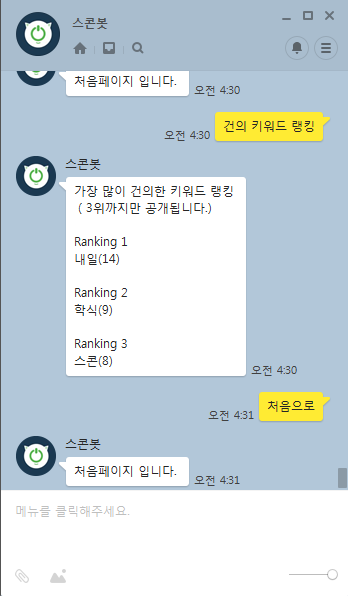 스콘봇
처음페이지 입니다.
오전 4:30
건의 키워드 랭킹
오전 4:30
스콘봇
가장 많이 건의한 키워드 랭킹
( 3위까지만 공개됩니다.)
Ranking 1
내일(14)
Ranking 2
학식(9)
Ranking 3
스콘(8)
오전 4:30
처음으로
오전 4:31
스콘봇
처음페이지 입니다.
오전 4:31
메뉴를 클릭해주세요.